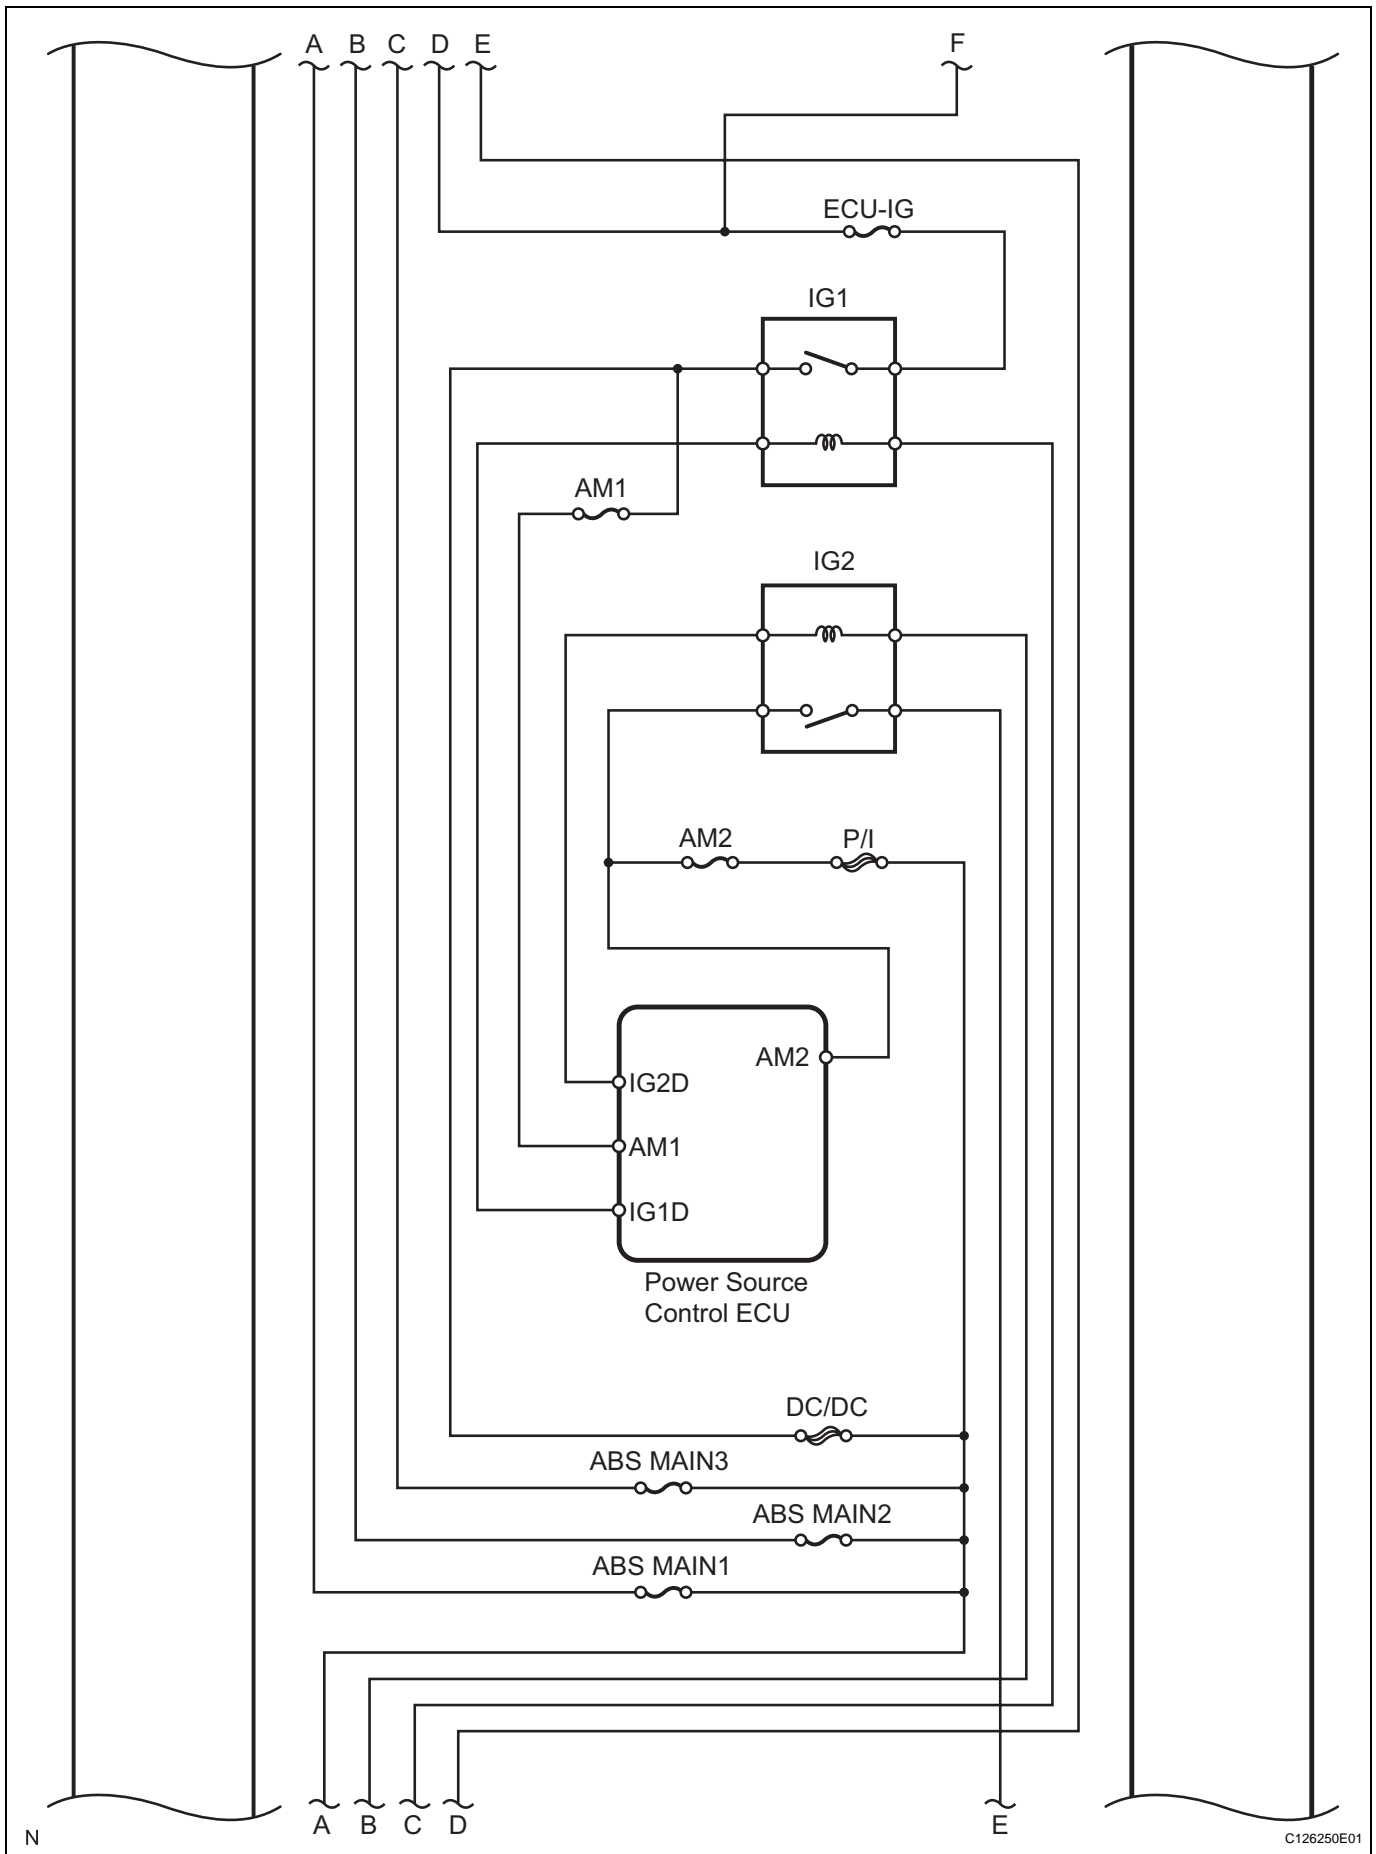 A B C D E F
ECU-IG
IG1
AM1
IG2
AM2 P/I
AM2
IG2D
AM1
IG1D
Power Source
Control ECU
DC/DC
ABS MAIN3
ABS MAIN2
ABS MAIN1
A B C D E
N C126250E01